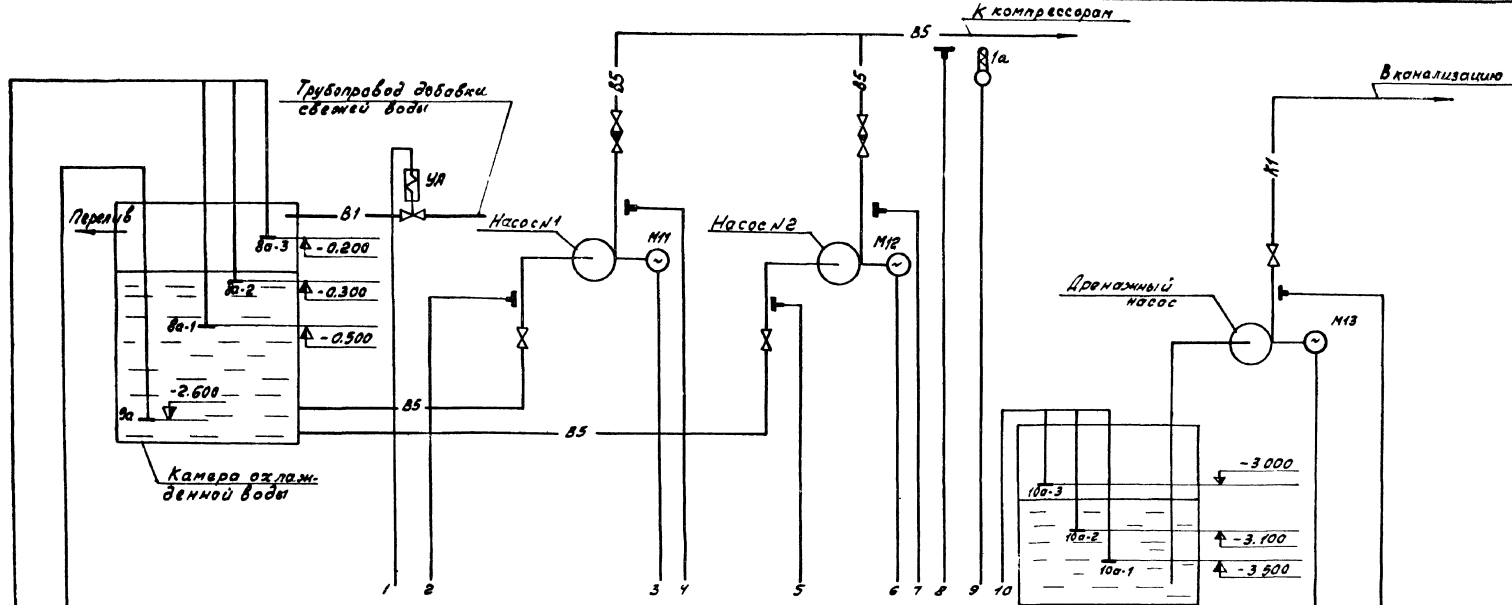 К компрессорам
В5
1а
В канализацию
Трубопровод добавки
свежей воды
В5
В5
УА
К1
Перелив
В1
Насос N1
Насос N2
8а-3
-0.200
М11
М12
8а-2
-0.300
Дренажный
насос
8а-1
-0.500
М13
-2.600
9а
В5
В5
Камера охлаж-
денной воды
-3.000
10а-3
10а-2
-3.100
10а-1
-3.500
1 2 3 4 5 6 7 8 9 10